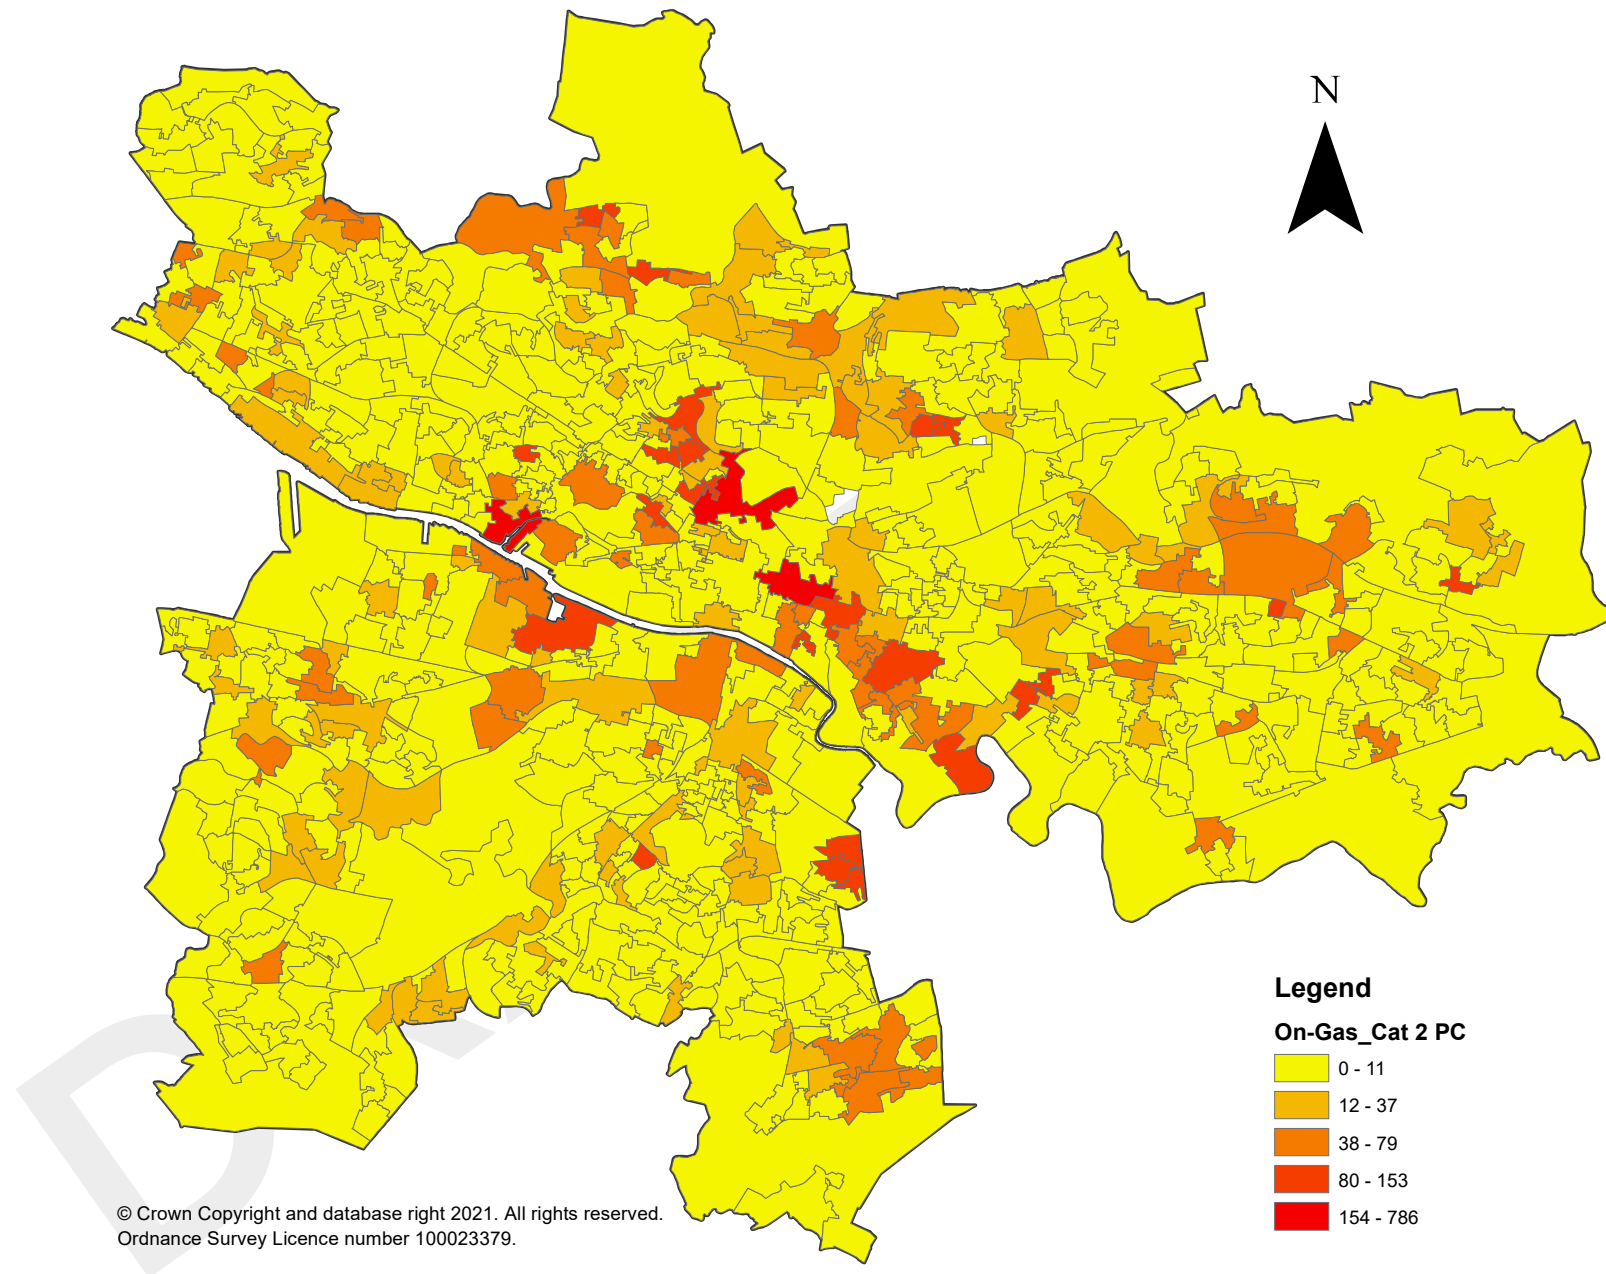 N
Legend
On-Gas_Cat 2 PC
0 - 11
12 - 37
38 - 79
80 - 153
154 - 786
© Crown Copyright and database right 2021. All rights reserved.
Ordnance Survey Licence number 100023379.